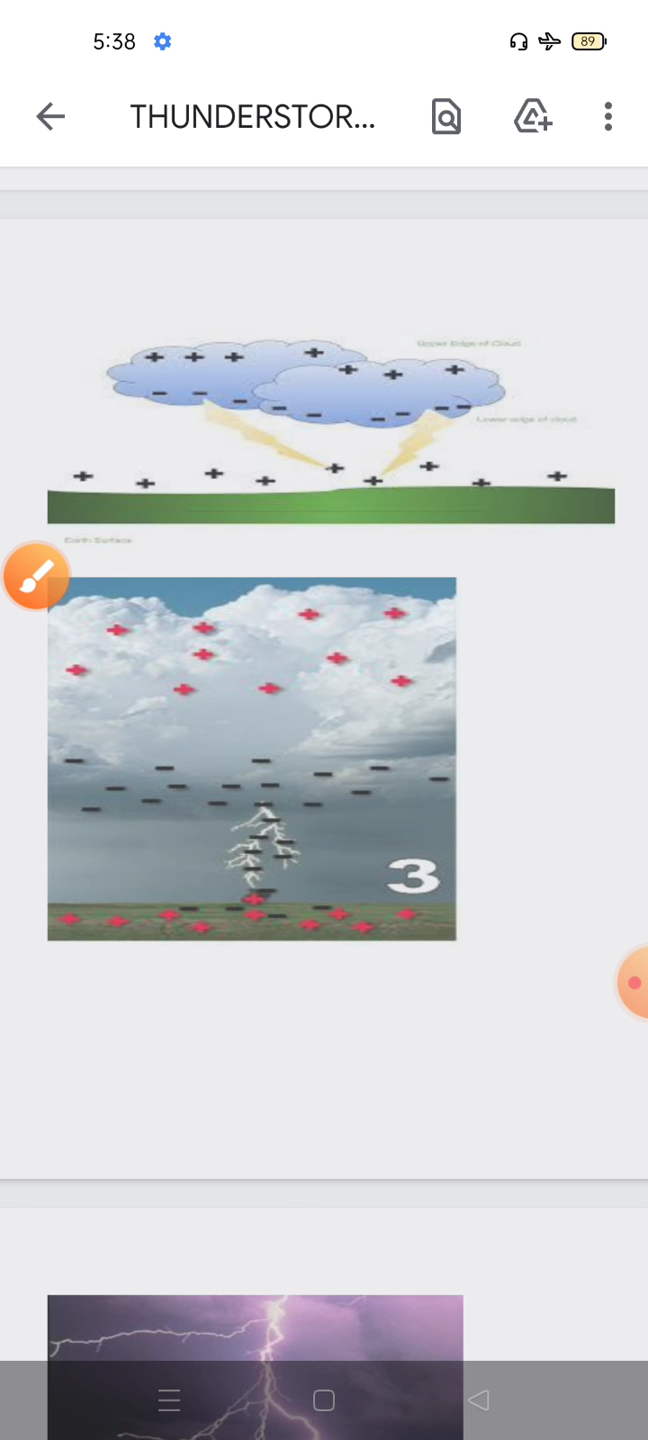 5:38
89
THUNDERSTOR...
Upper Edge of Cloud
Lower edge of cloud
Earth Surface
3